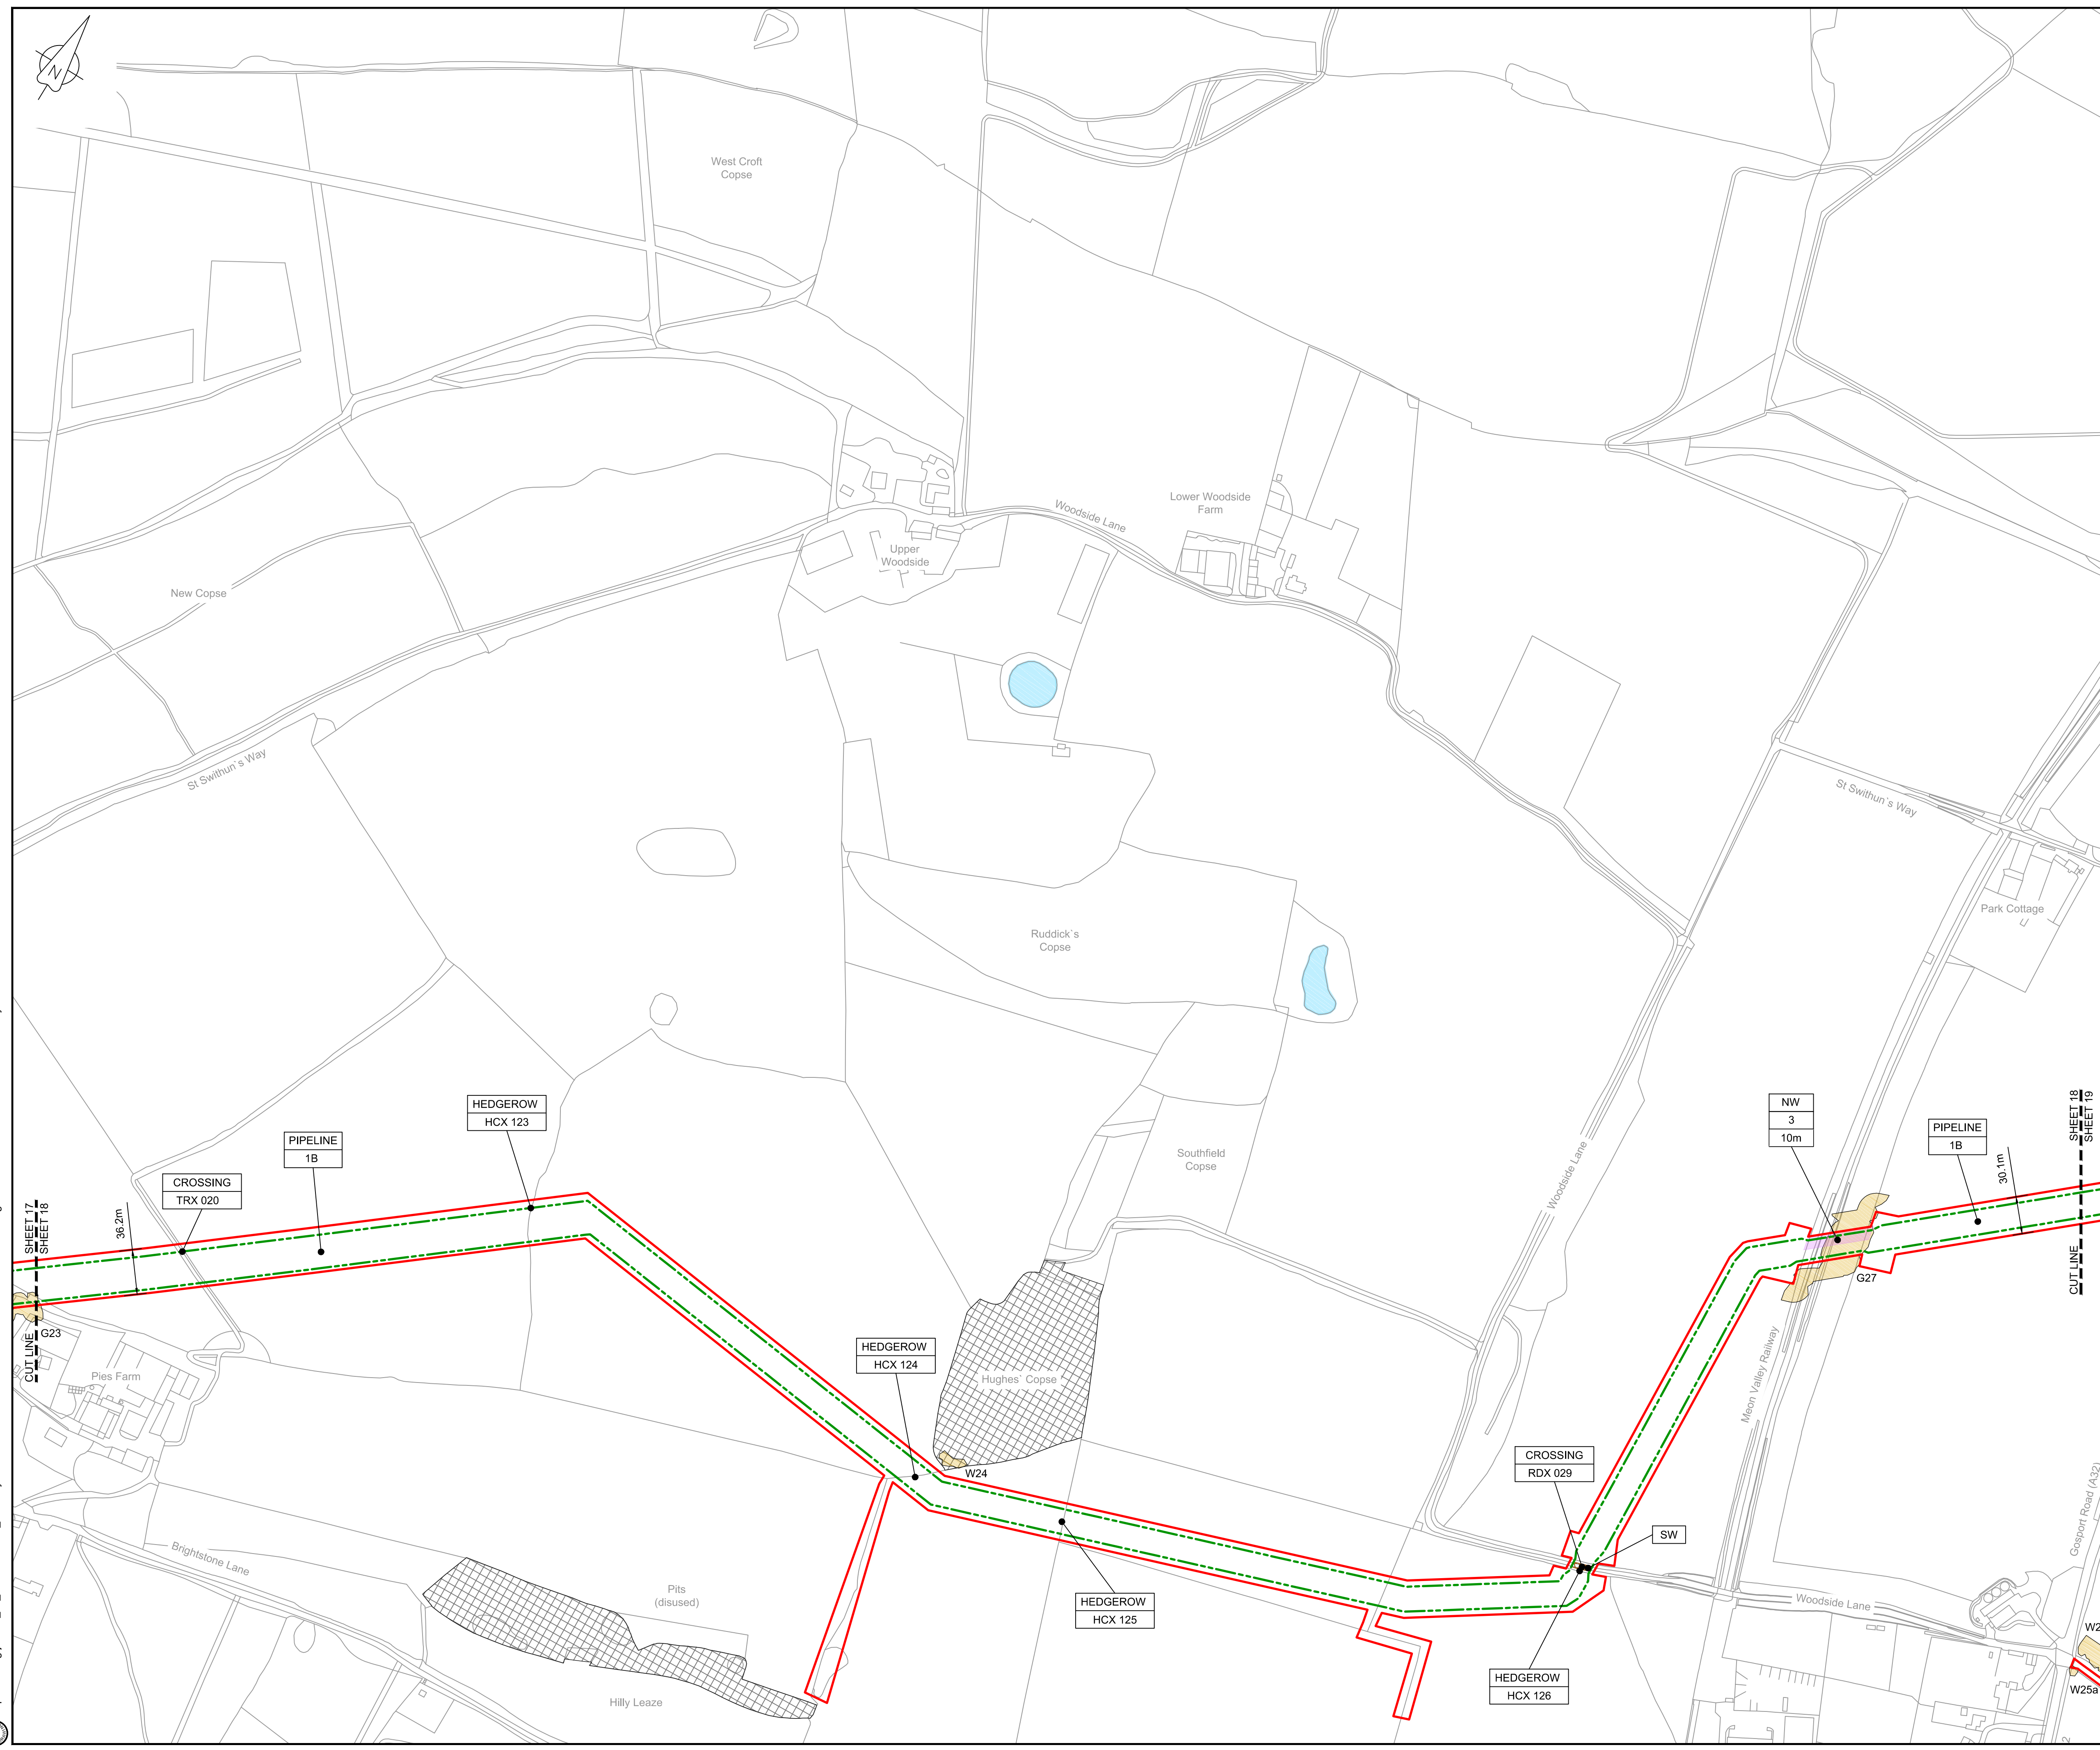 N
West Croft
Copse
Lower Woodside
Farm
Woodside Lane
Upper
Woodside
New Copse
St Swithun`s Way
St Swithun`s Way
Park Cottage
Ruddick`s
Copse
Southfield
Copse
Woodside Lane
HEDGEROW
HCX 123
PIPELINE
1B
CROSSING
TRX 020
36.2m
SHEET 17
SHEET 18
CUT LINE
G23
Pies Farm
NW
3
10m
PIPELINE
1B
30.1m
SHEET 18
SHEET 19
CUT LINE
G27
Meon Valley Railway
HEDGEROW
HCX 124
Hughes` Copse
W24
CROSSING
RDX 029
SW
Gosport Road (A32)
Brightstone Lane
Pits
(disused)
HEDGEROW
HCX 125
Woodside Lane
HEDGEROW
HCX 126
Hilly Leaze
W25a